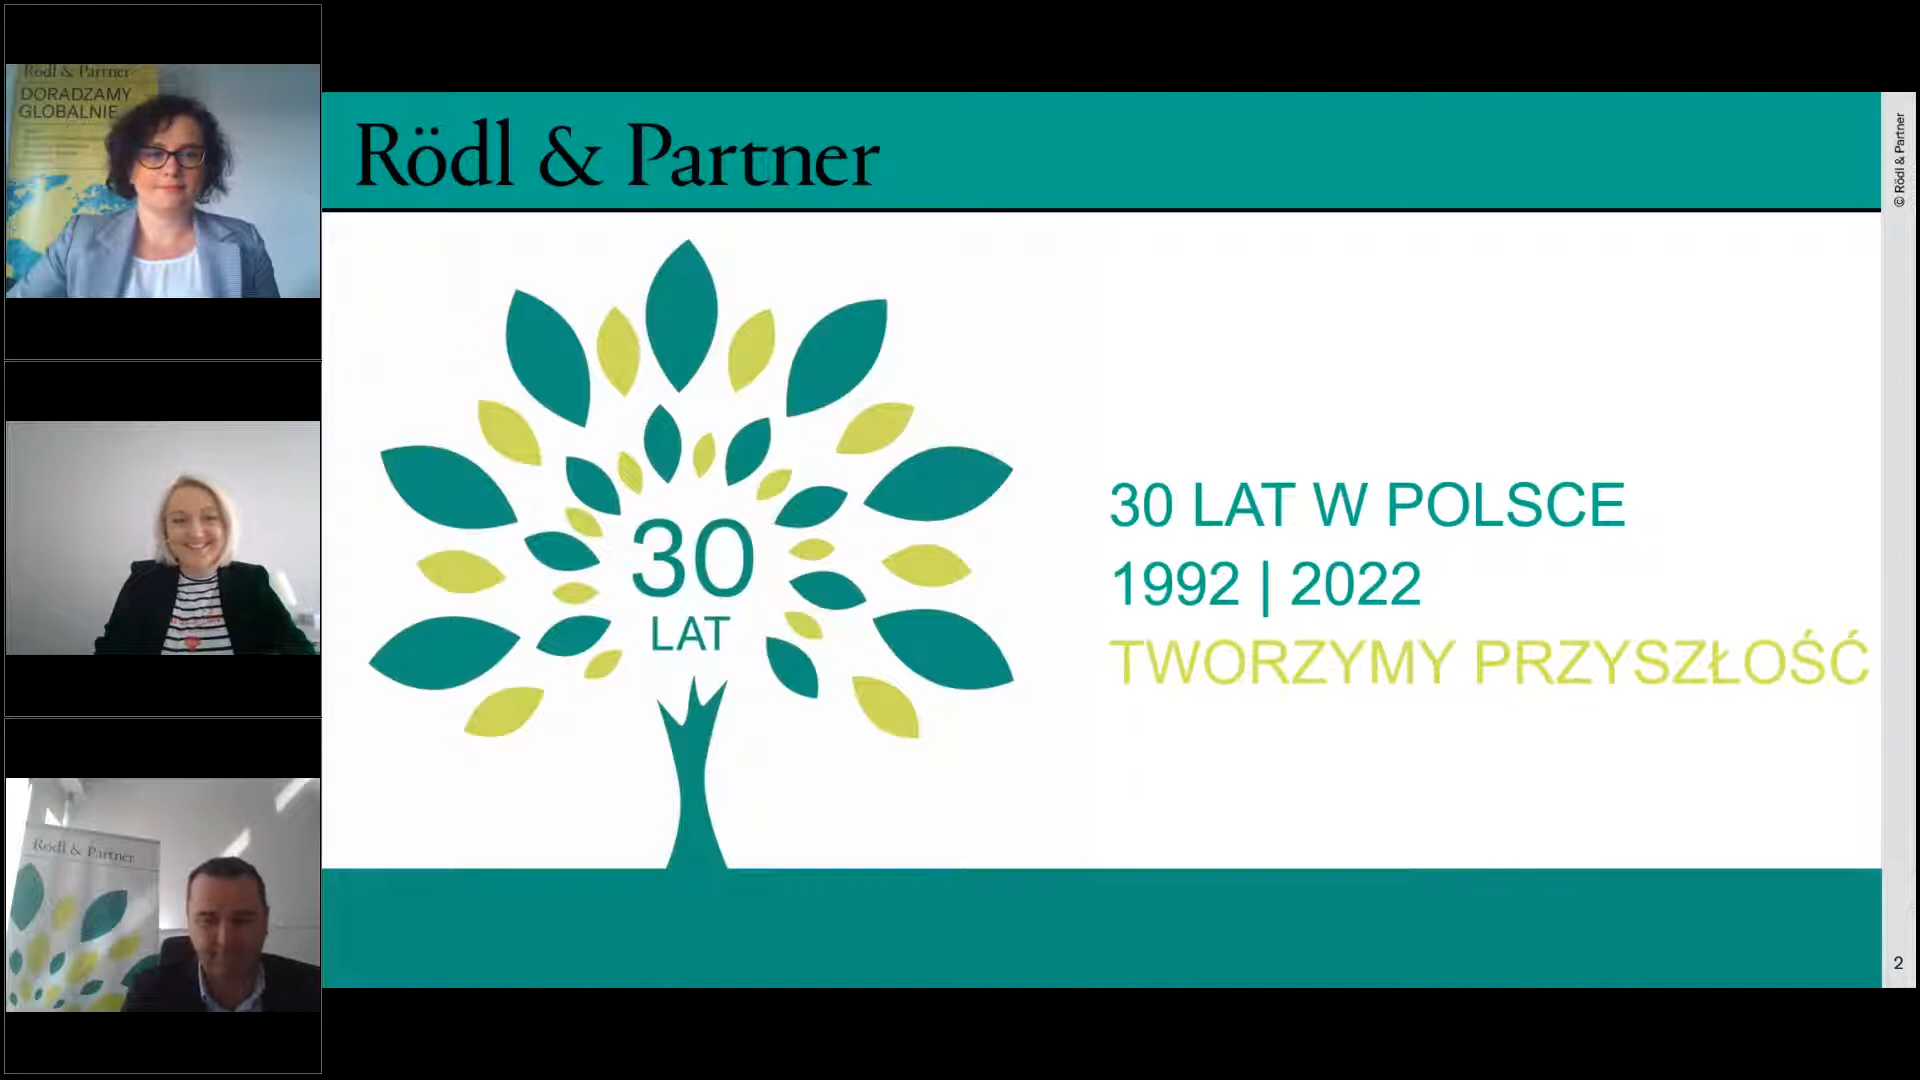 Rödl & Partner
DORADZAMY
GLOBALNIE
Rödl & Partner
Rödl & Partner
30
LAT
30 LAT W POLSCE
1992 | 2022
TWORZYMY PRZYSZŁOŚĆ
© Rödl & Partner
2